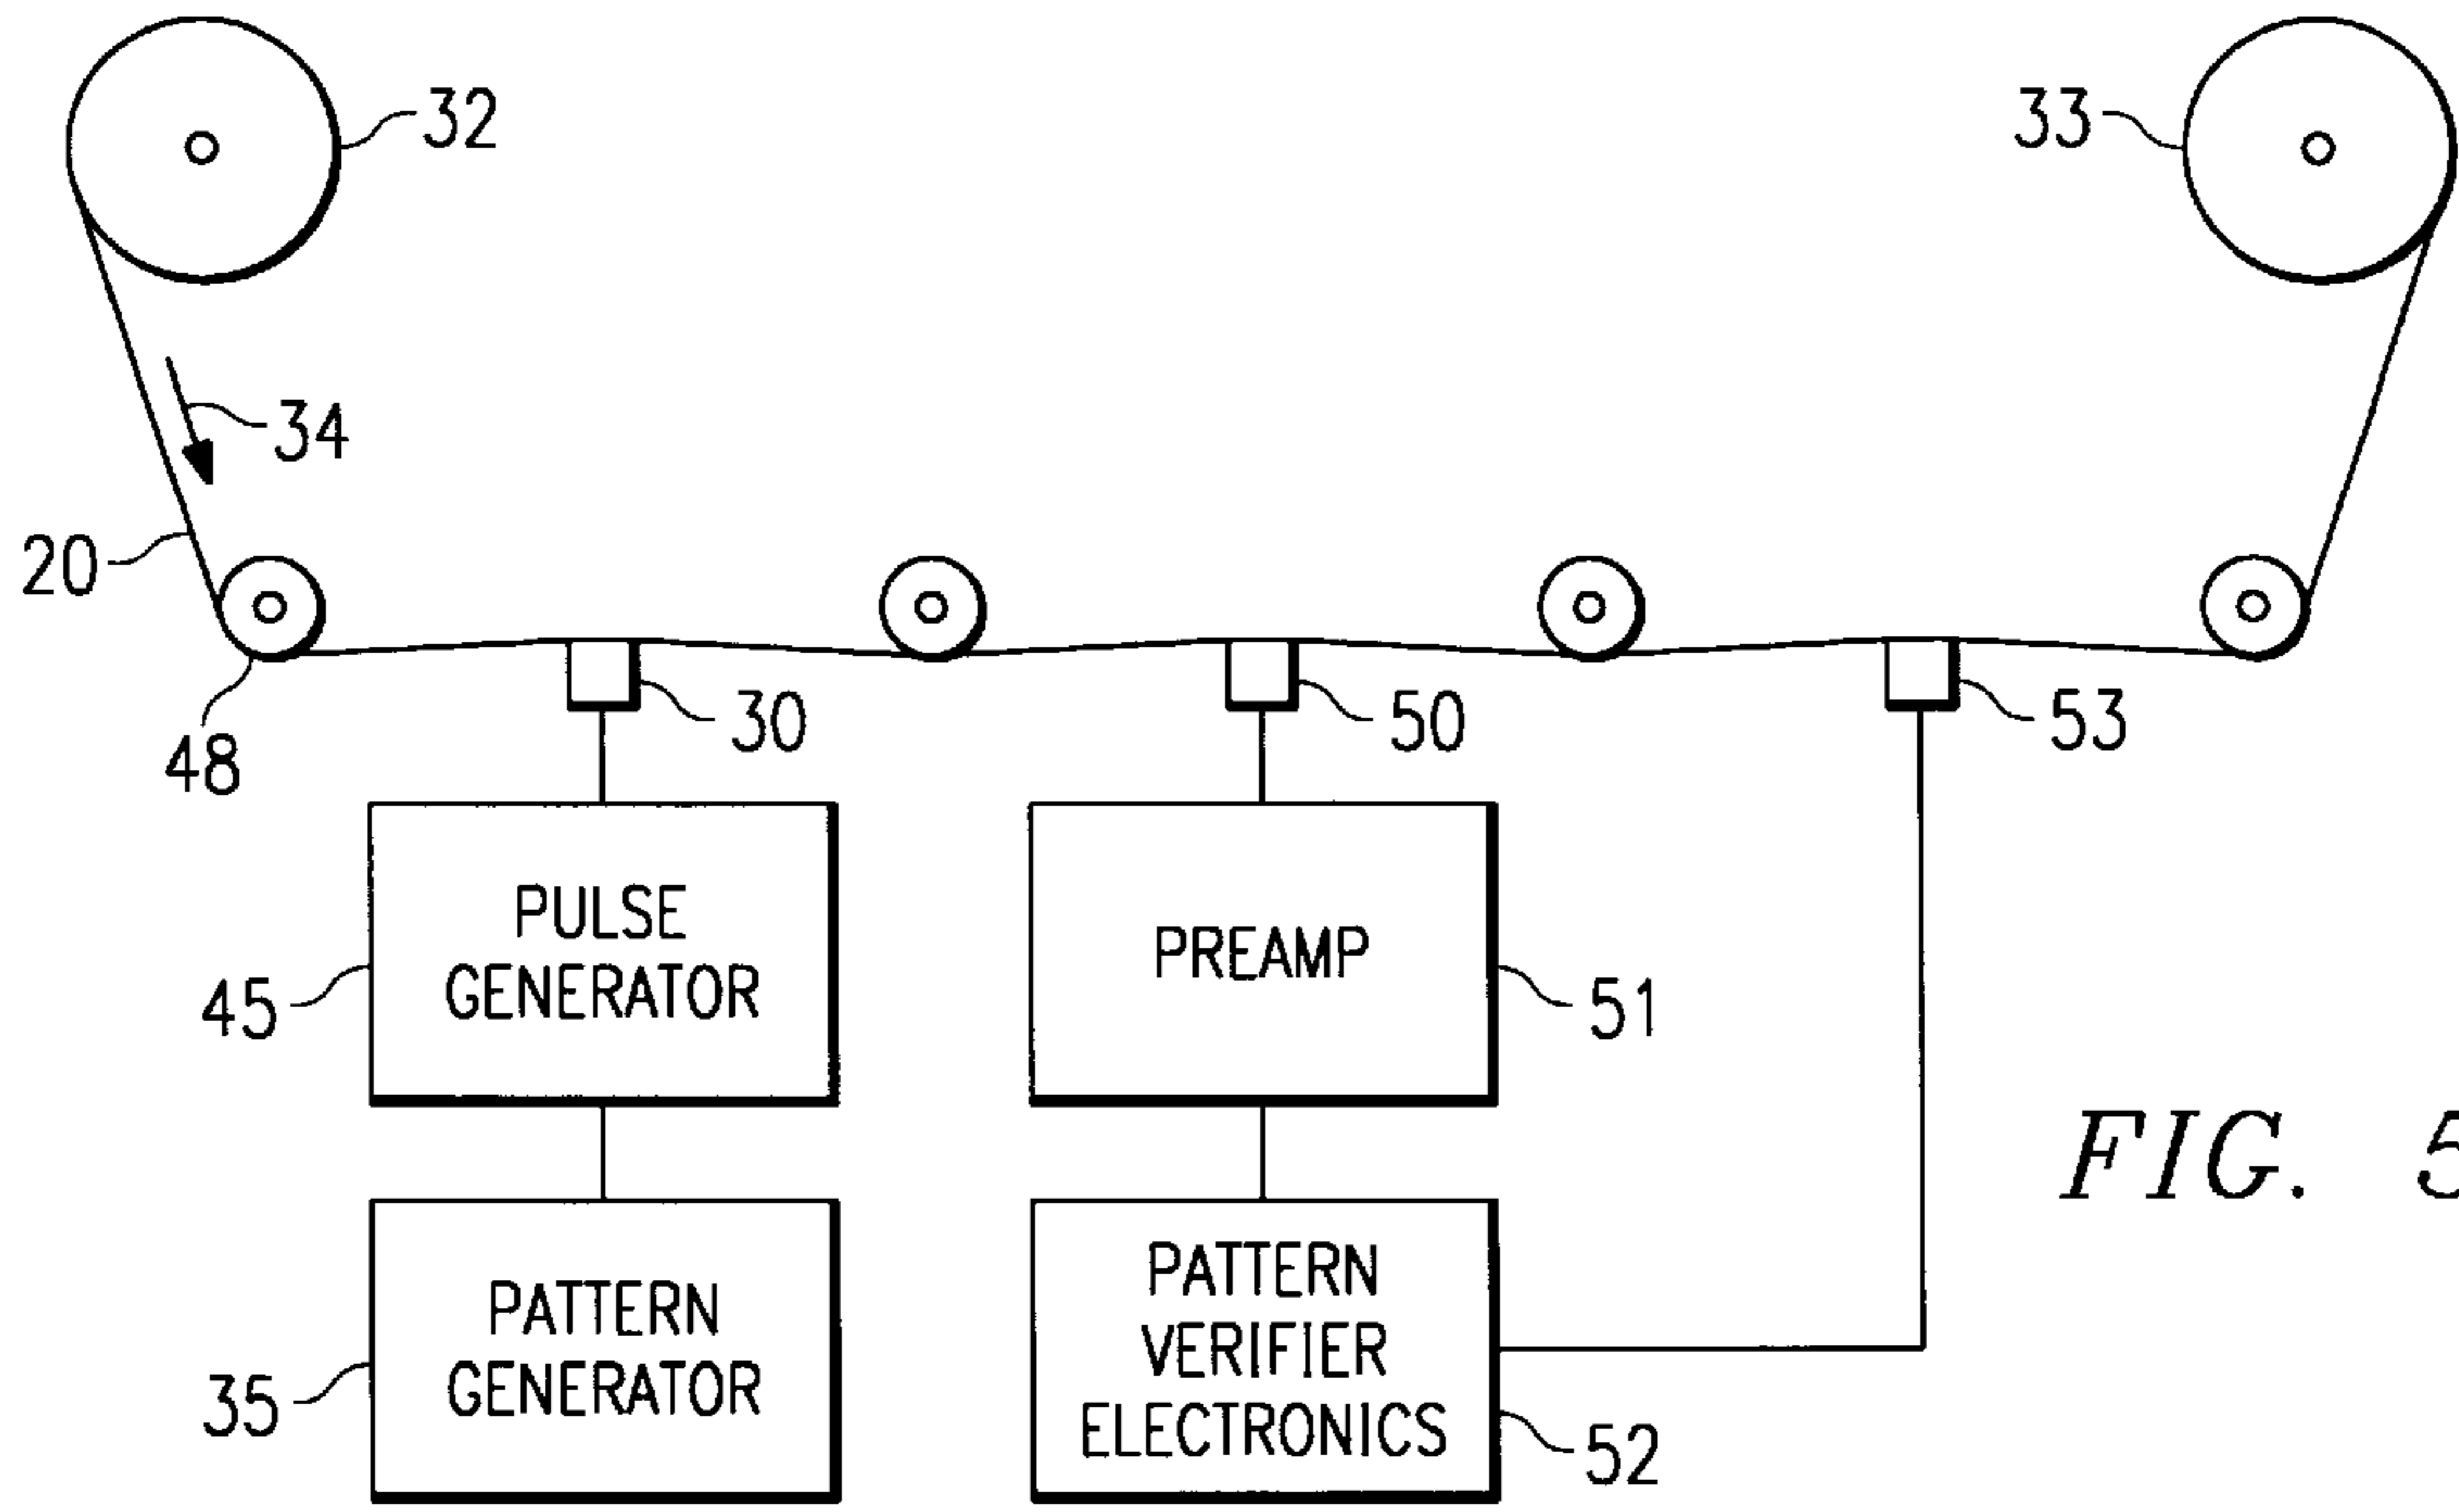 32
33
34
20
48
30
50
53
PULSE
GENERATOR
45
PREAMP
51
FIG. 5
PATTERN
GENERATOR
35
PATTERN
VERIFIER
ELECTRONICS
52